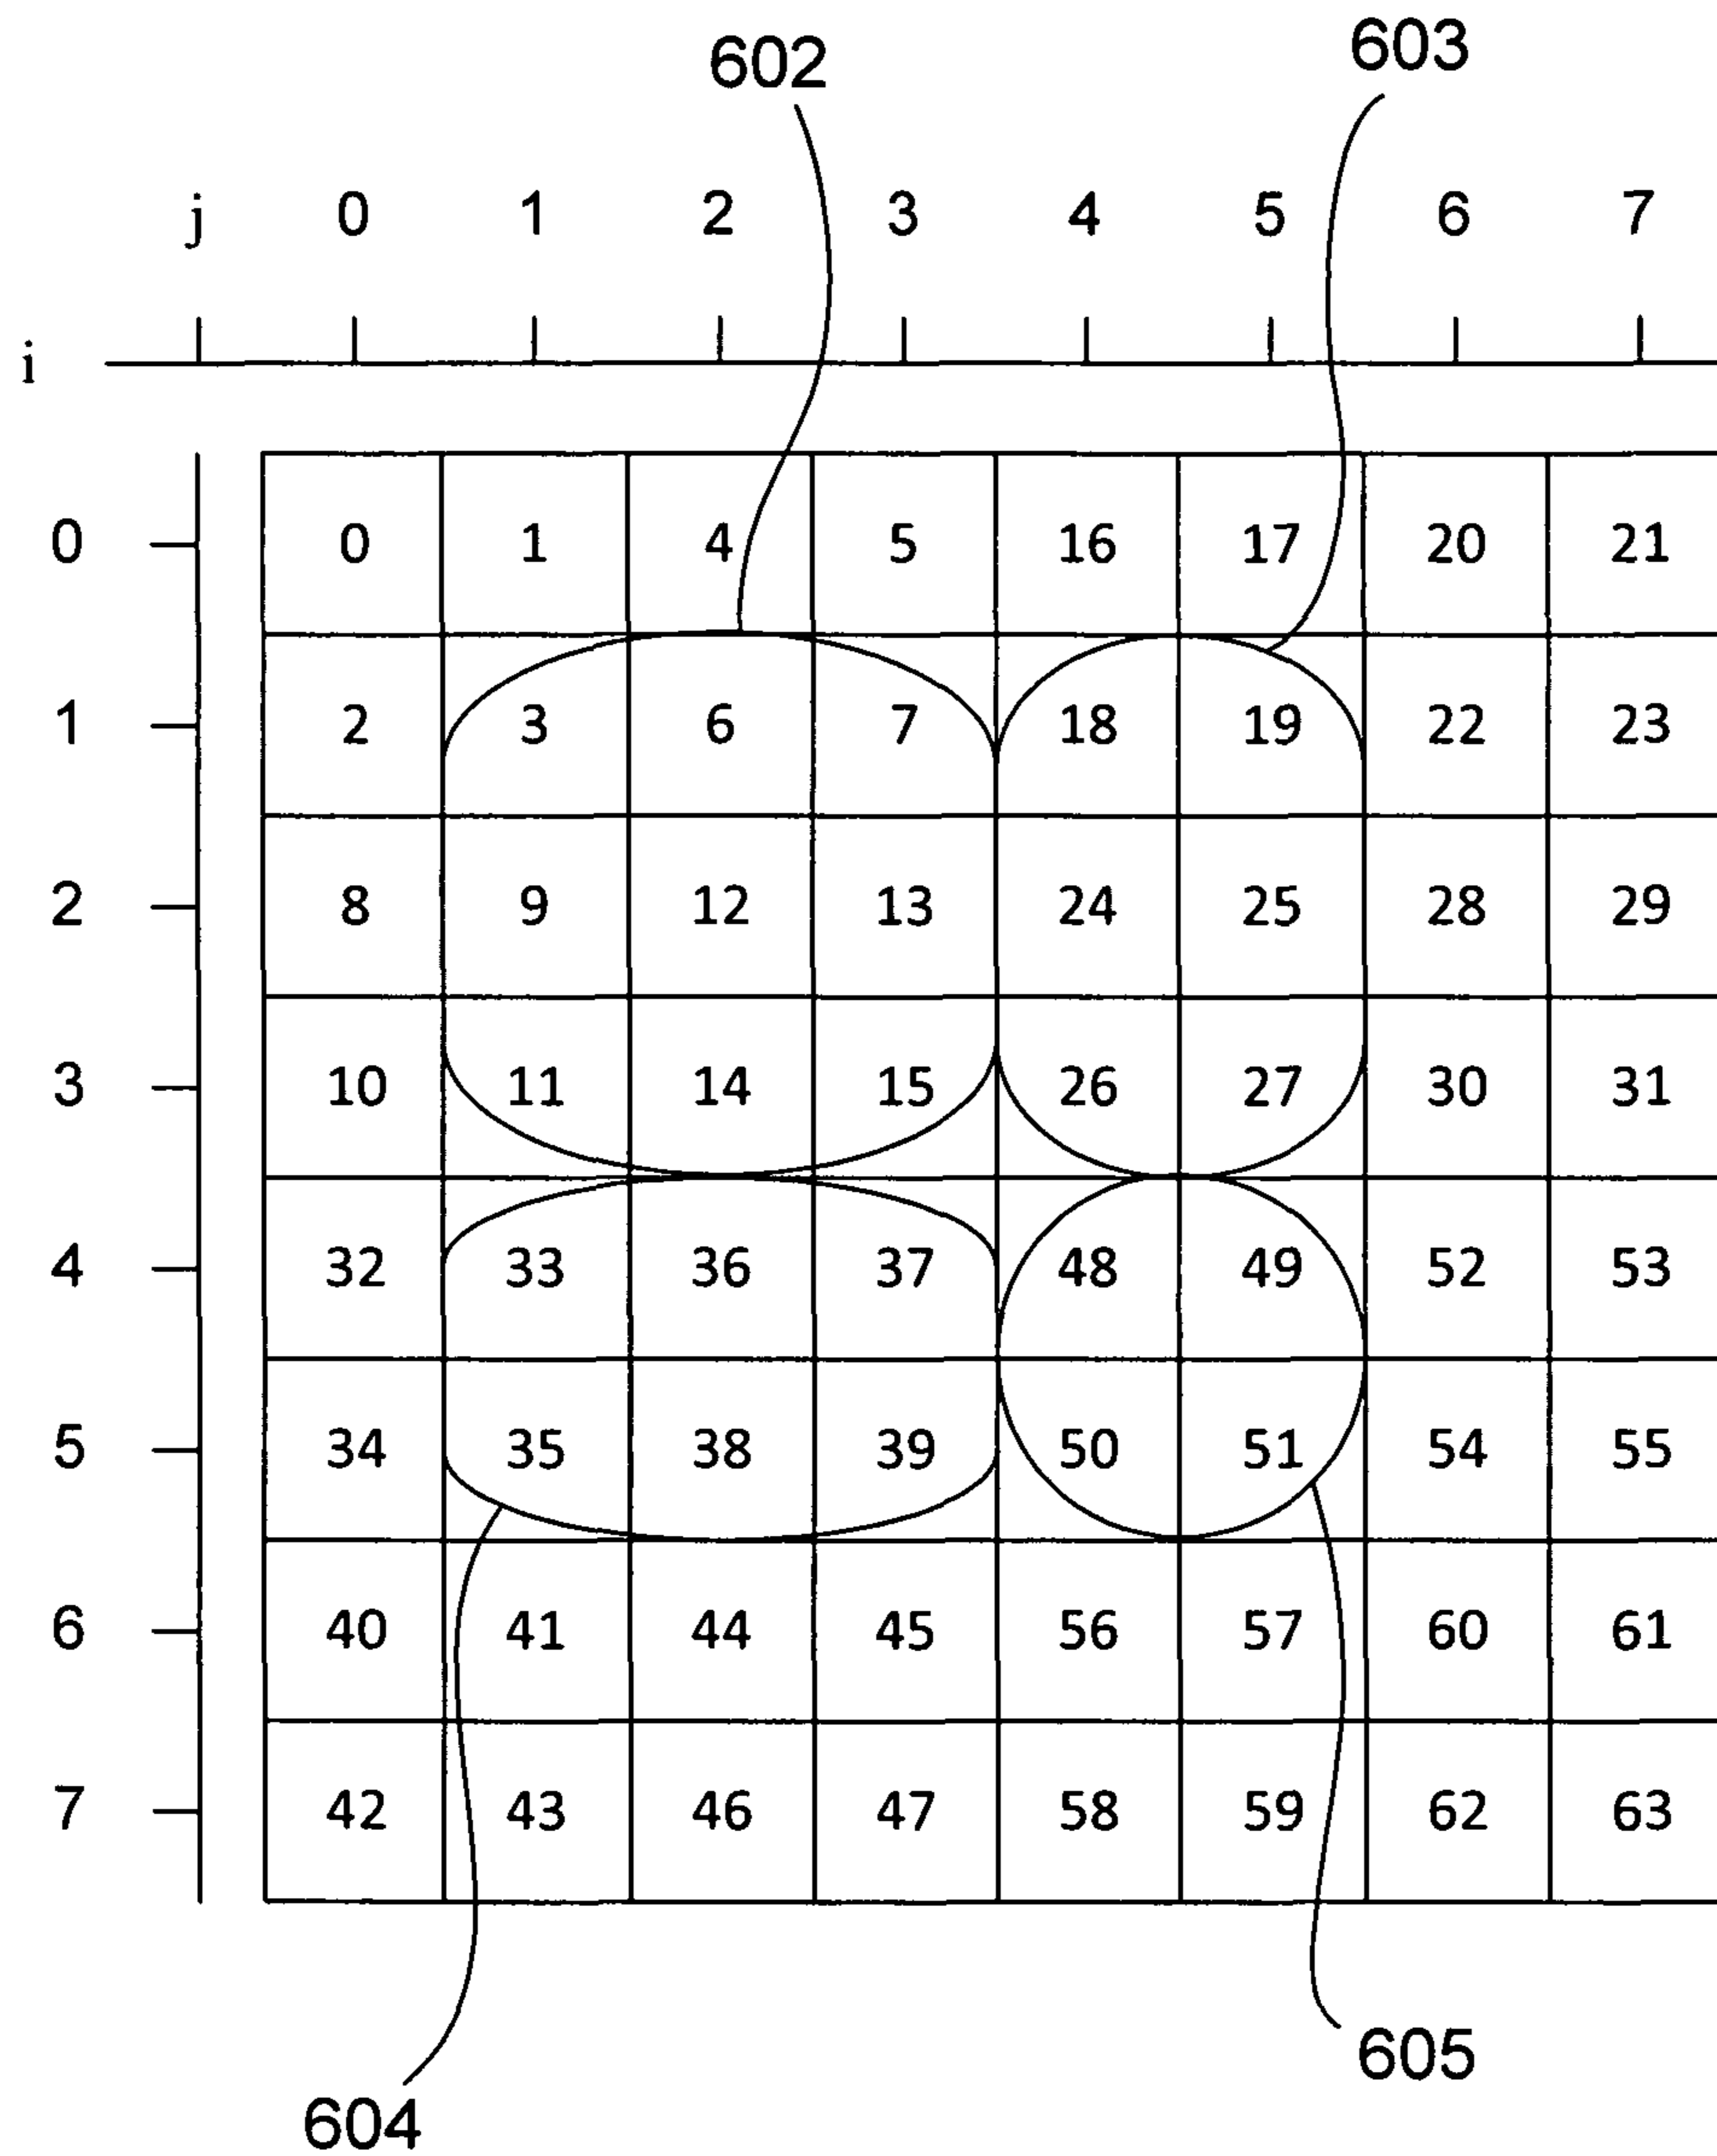 602 603
j 0 1 2 3 4 5 6 7
i
0 0 1 4 5 16 17 20 21
1 2 3 6 7 18 19 22 23
2 8 9 12 13 24 25 28 29
3 10 11 14 15 26 27 30 31
4 32 33 36 37 48 49 52 53
5 34 35 38 39 50 51 54 55
6 40 41 44 45 56 57 60 61
7 42 43 46 47 58 59 62 63
605
604